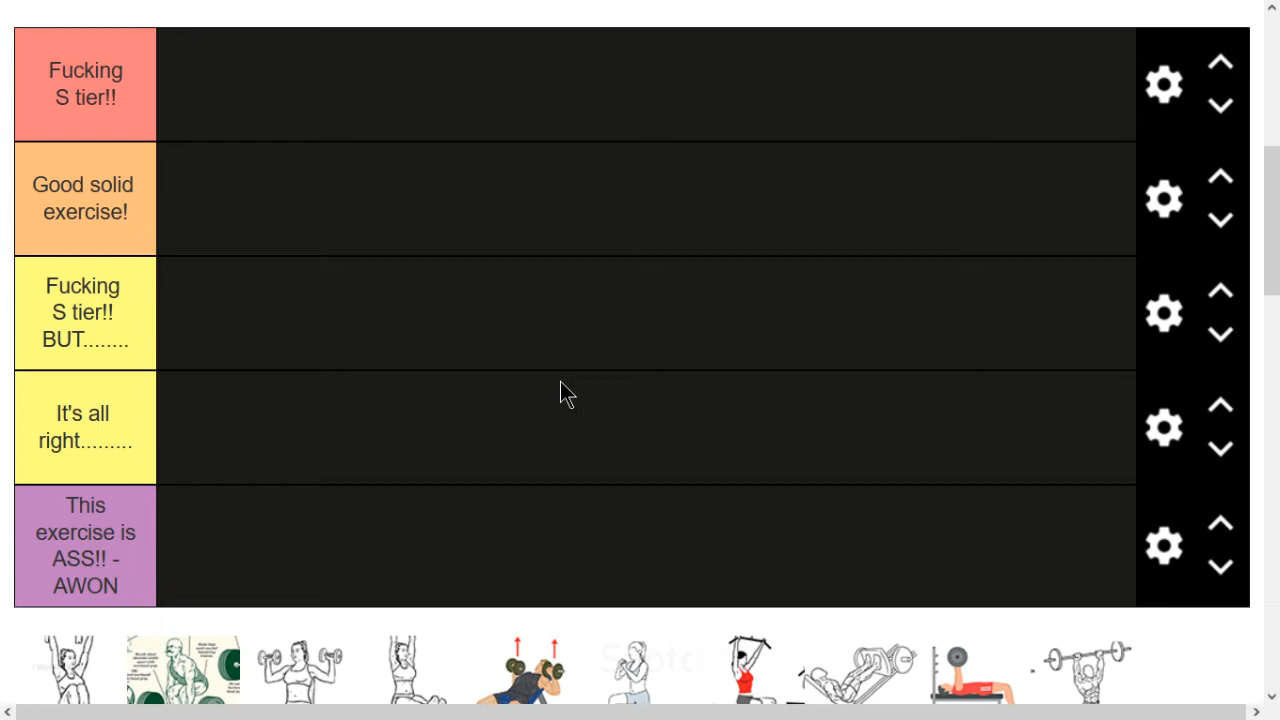 Fucking
S tier!!
Good solid
exercise!
Fucking
S tier!!
BUT........
It's all
right.........
This
exercise is
ASS!! -
AWON